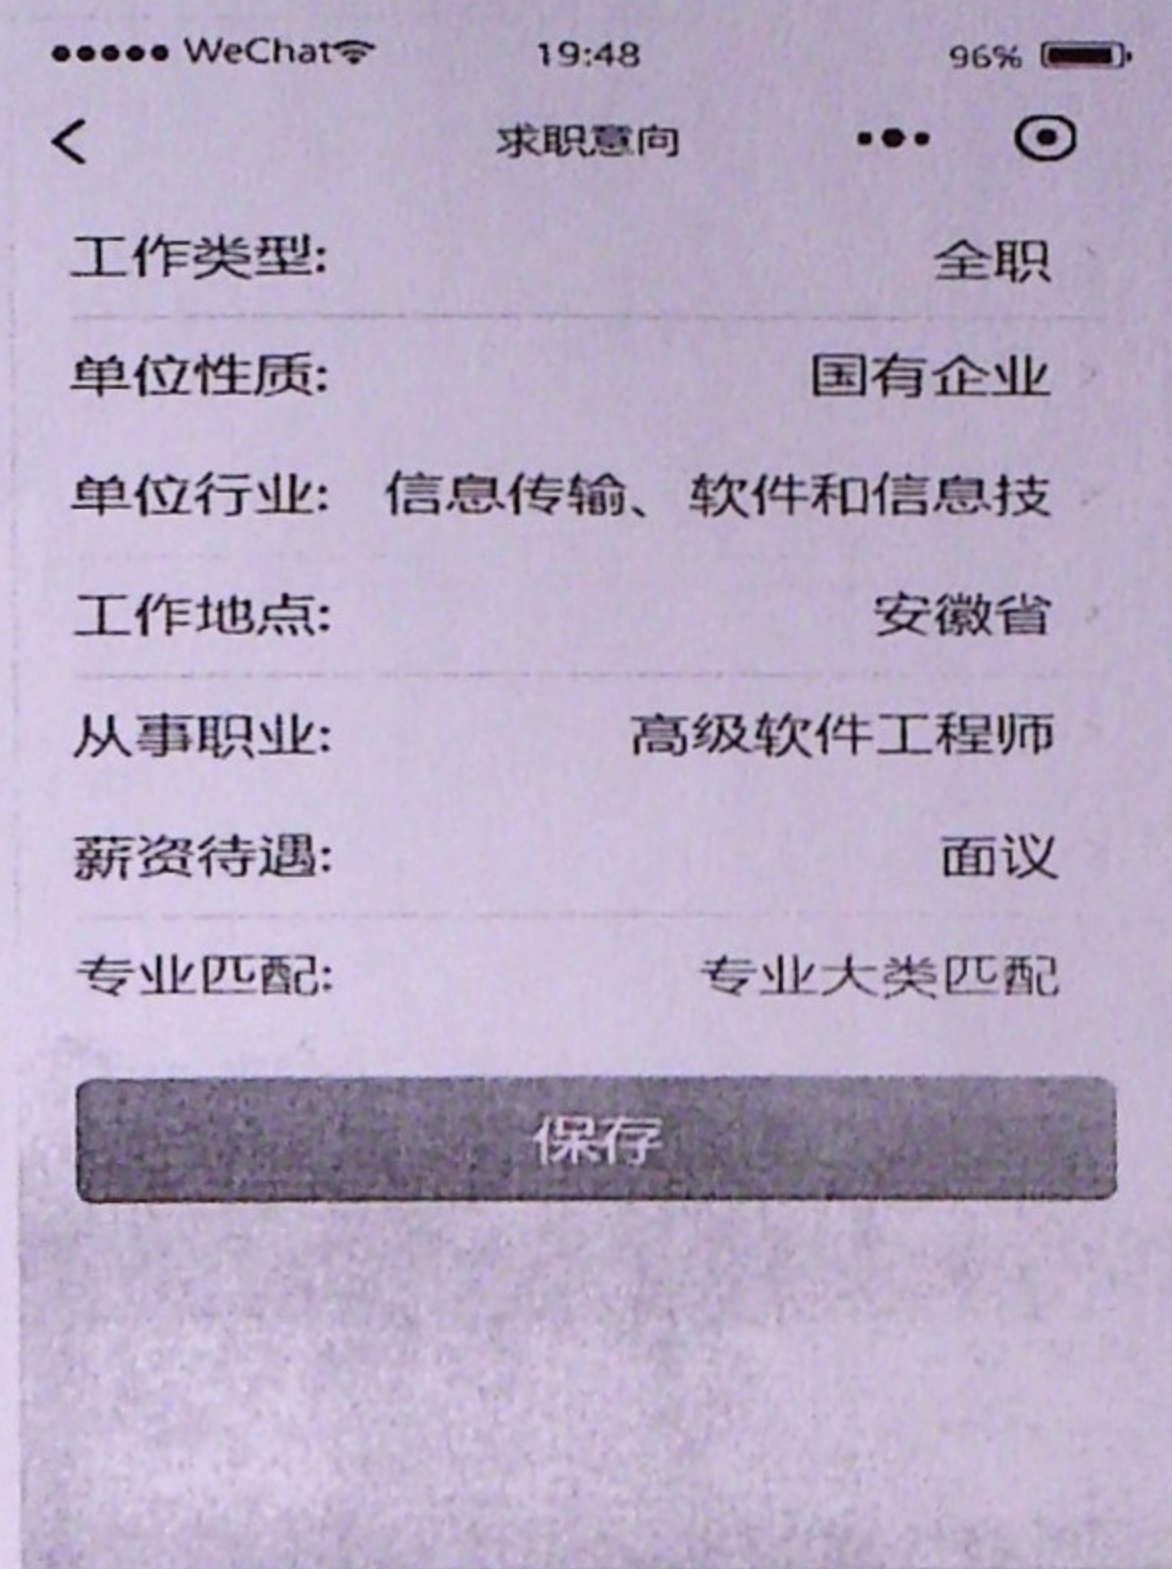 ●●●●● WeChat 19:48 96%
求职意向
工作类型: 全职
单位性质: 国有企业
单位行业: 信息传输、软件和信息技
工作地点: 安徽省
从事职业: 高级软件工程师
薪资待遇: 面议
专业匹配: 专业大类匹配
保存